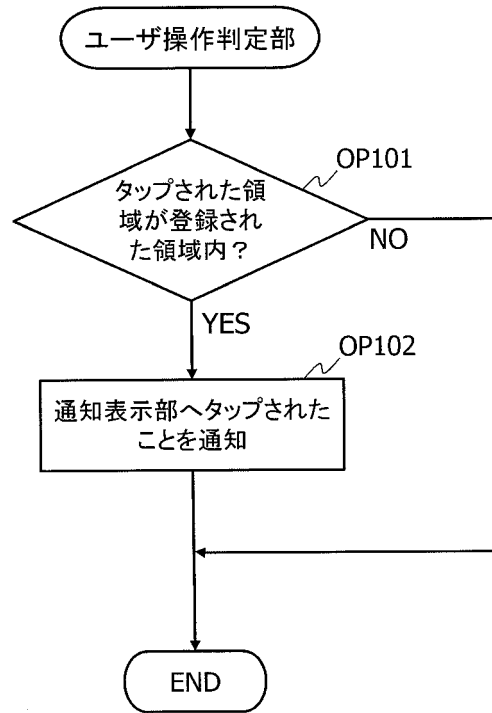 ユーザ操作判定部
OP101
タップされた領
域が登録され
た領域内?
NO
YES
OP102
通知表示部へタップされた
ことを通知
END